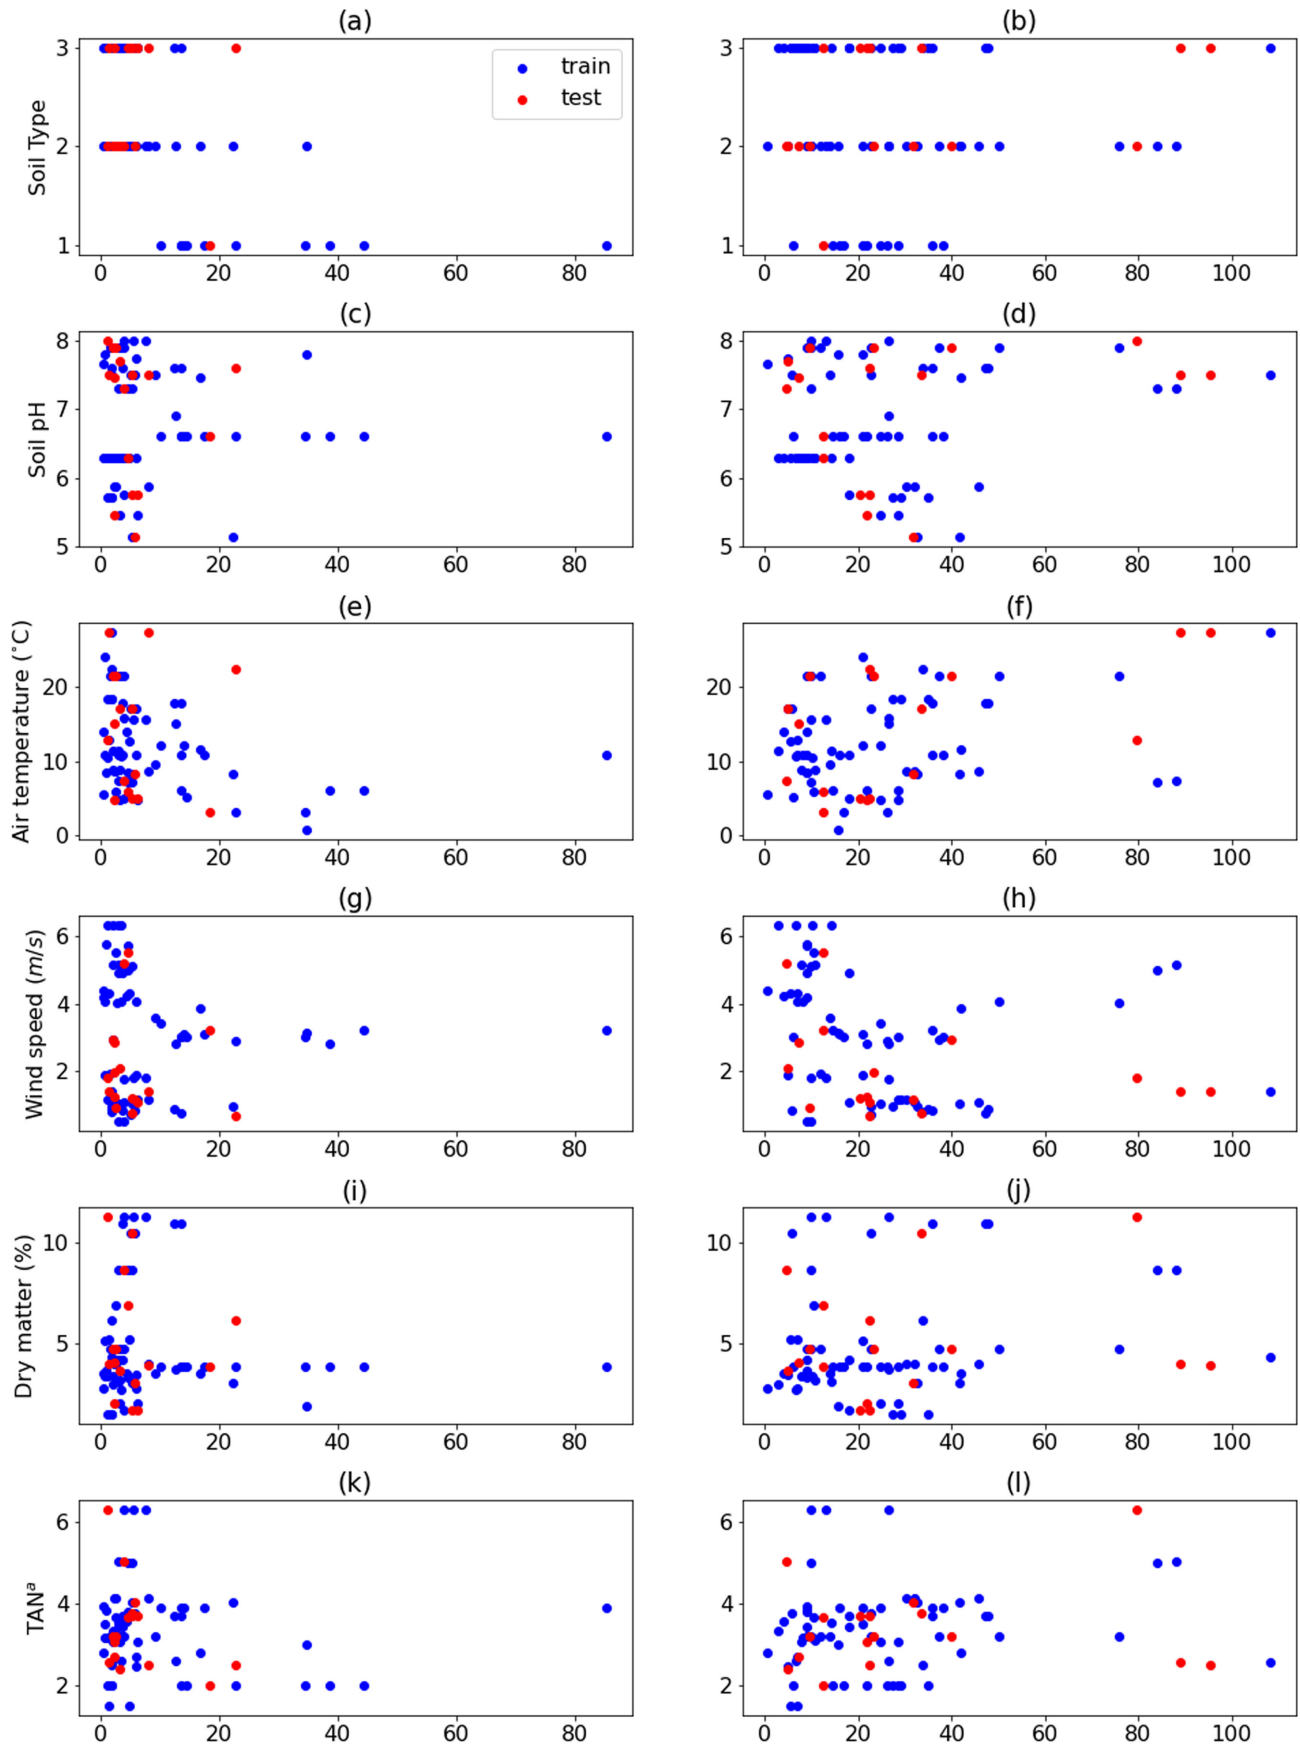 (a)
(b)
3
2
1
Soil Type
train
test
0 20 40 60 80
3
2
1
0 20 40 60 80 100
(c)
(d)
8
7
6
5
Soil pH
0 20 40 60 80
8
7
6
5
0 20 40 60 80 100
(e)
(f)
20
10
0
Air temperature (°C)
0 20 40 60 80
20
10
0
0 20 40 60 80 100
(g)
(h)
6
4
2
Wind speed (m/s)
0 20 40 60 80
6
4
2
0 20 40 60 80 100
(i)
(j)
10
5
Dry matter (%)
0 20 40 60 80
10
5
0 20 40 60 80 100
(k)
(l)
6
4
2
TANᵃ
0 20 40 60 80
6
4
2
0 20 40 60 80 100